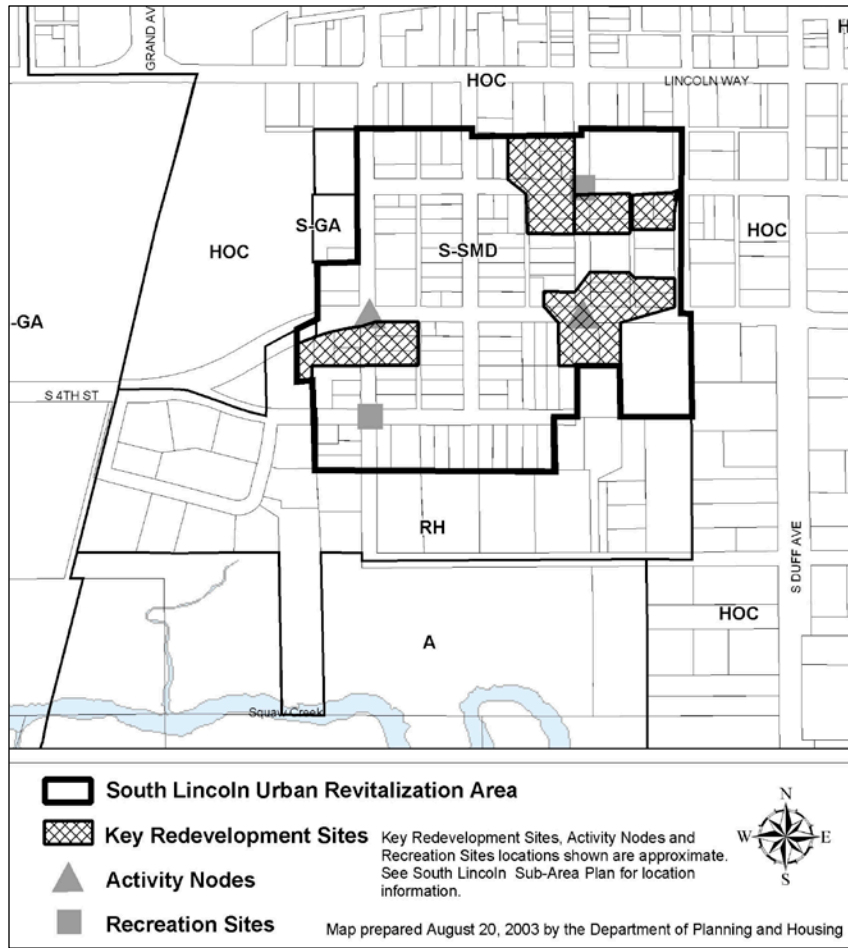 GRAND AV
H
HOC
LINCOLN WAY
S-GA
S-SMD
HOC
HOC
-GA
S 4TH ST
RH
S DUFF AVE
HOC
A
Squaw Creek
South Lincoln Urban Revitalization Area
Key Redevelopment Sites
Key Redevelopment Sites, Activity Nodes and
Recreation Sites locations shown are approximate.
See South Lincoln Sub-Area Plan for location
information.
Activity Nodes
Recreation Sites
N
W E
S
Map prepared August 20, 2003 by the Department of Planning and Housing